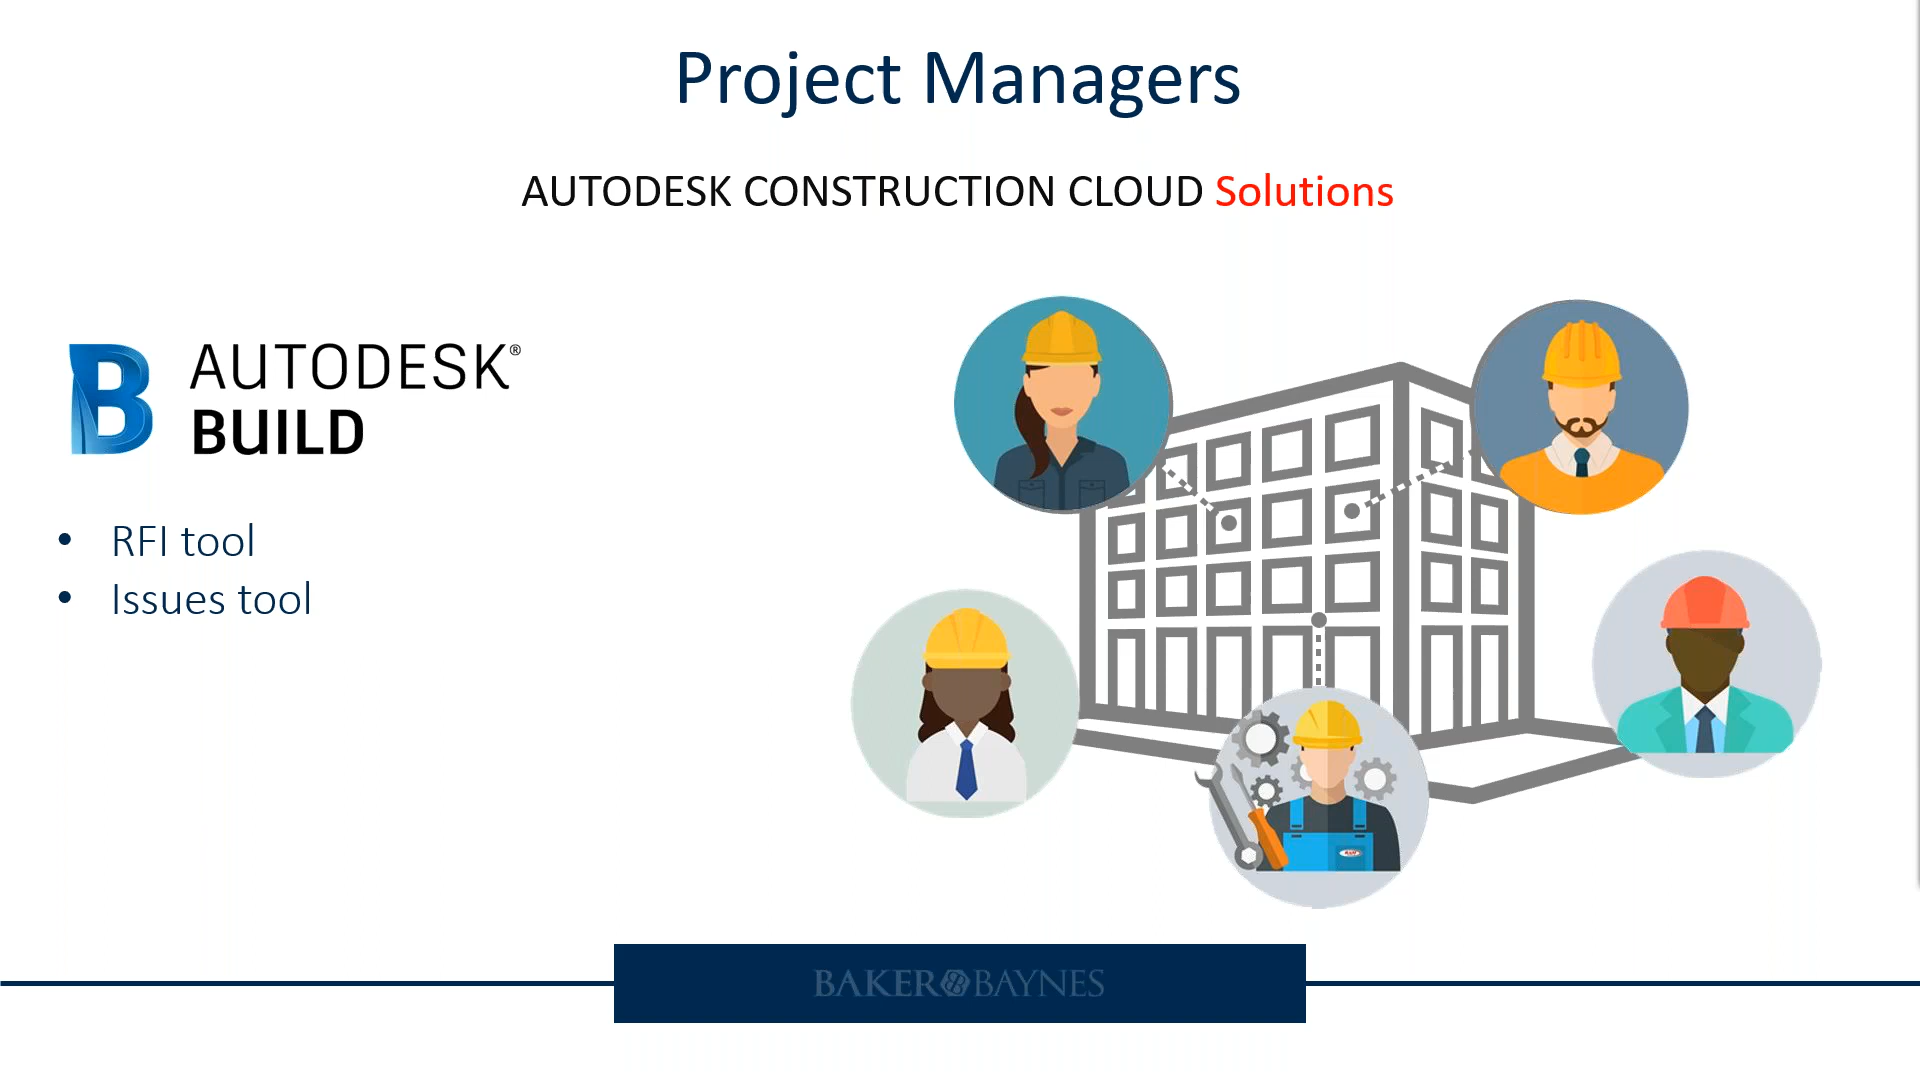 Project Managers
AUTODESK CONSTRUCTION CLOUD Solutions
AUTODESK®
BUILD
• RFI tool
• Issues tool
BAKER BAYNES